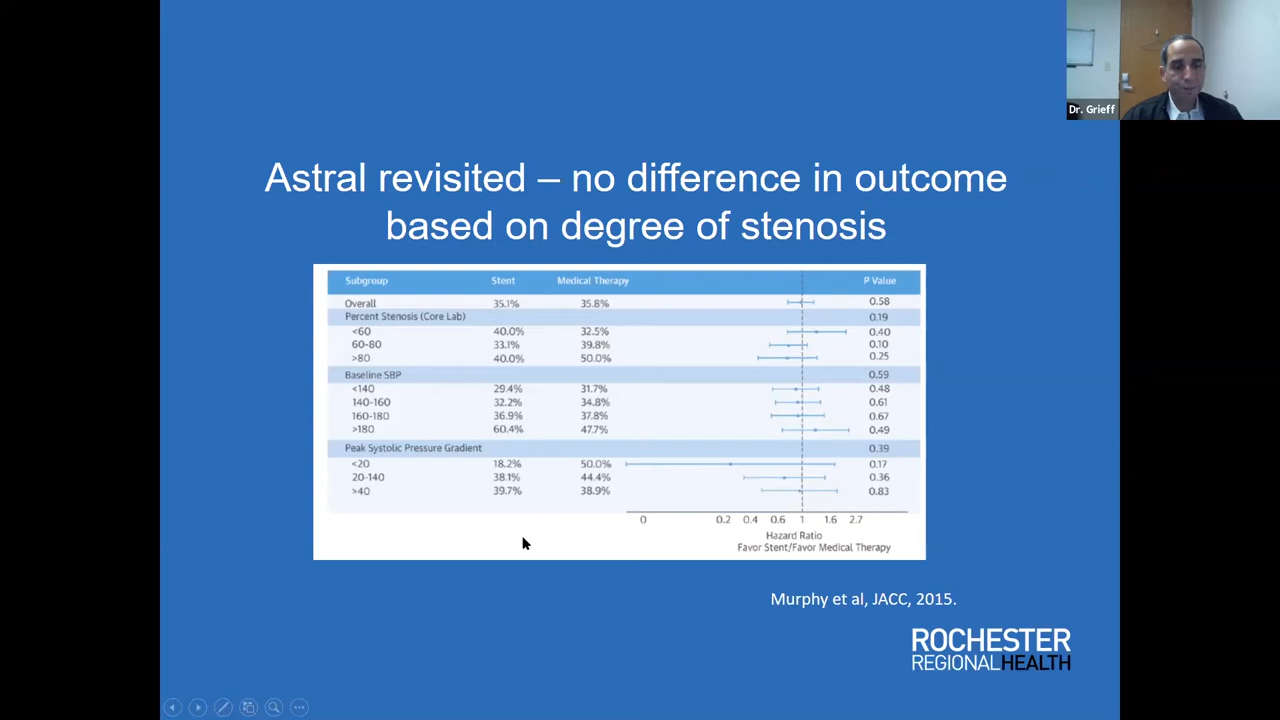 Dr. Grieff
Astral revisited – no difference in outcome
based on degree of stenosis
Subgroup Stent Medical Therapy P Value
Overall 35.1% 35.8% 0.58
Percent Stenosis (Core Lab) 0.19
<60 40.0% 32.5% 0.40
60-80 33.1% 39.8% 0.10
>80 40.0% 50.0% 0.25
Baseline SBP 0.59
<140 29.4% 31.7% 0.48
140-160 32.2% 34.8% 0.61
160-180 36.9% 37.8% 0.67
>180 60.4% 47.7% 0.49
Peak Systolic Pressure Gradient 0.39
<20 18.2% 50.0% 0.17
20-140 38.1% 44.4% 0.36
>40 39.7% 38.9% 0.83
0 0.2 0.4 0.6 1 1.6 2.7
Hazard Ratio
Favor Stent/Favor Medical Therapy
Murphy et al, JACC, 2015.
ROCHESTER
REGIONALHEALTH